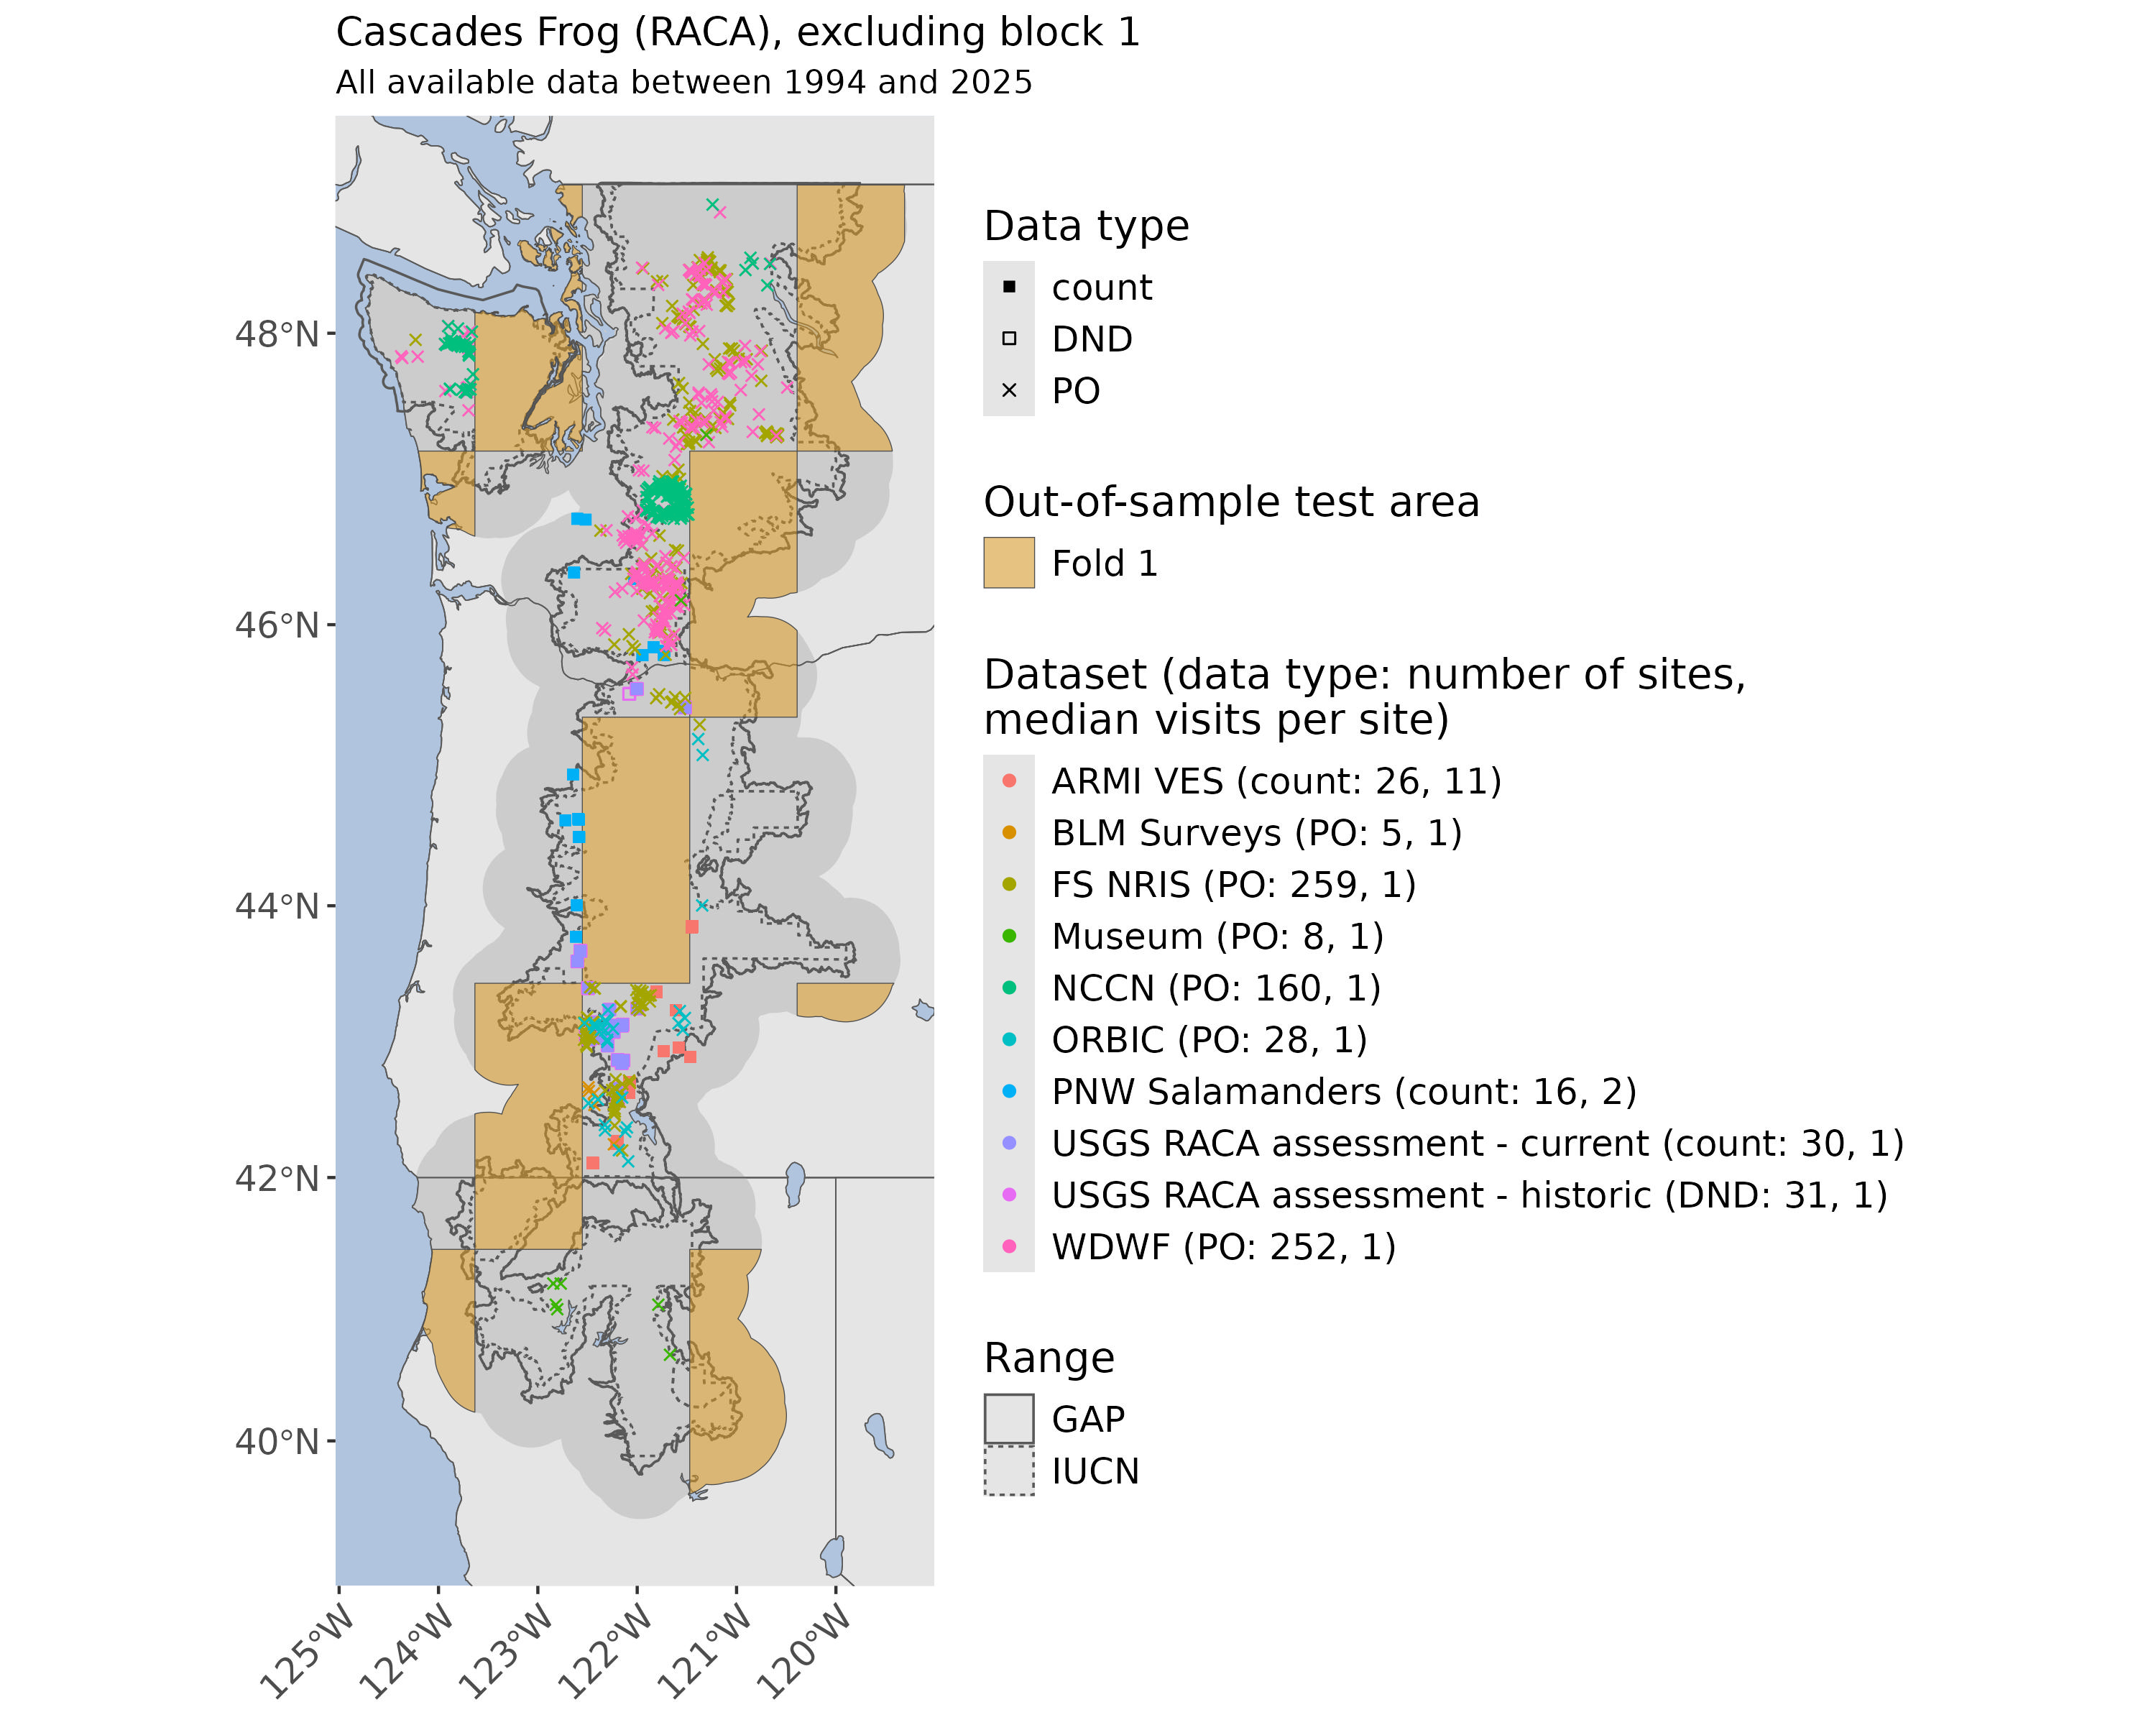 Cascades Frog (RACA), excluding block 1
All available data between 1994 and 2025
48°N
46°N
44°N
42°N
40°N
125°W
124°W
123°W
122°W
121°W
120°W
Data type
count
DND
PO
Out-of-sample test area
Fold 1
Dataset (data type: number of sites,
median visits per site)
ARMI VES (count: 26, 11)
BLM Surveys (PO: 5, 1)
FS NRIS (PO: 259, 1)
Museum (PO: 8, 1)
NCCN (PO: 160, 1)
ORBIC (PO: 28, 1)
PNW Salamanders (count: 16, 2)
USGS RACA assessment - current (count: 30, 1)
USGS RACA assessment - historic (DND: 31, 1)
WDWF (PO: 252, 1)
Range
GAP
IUCN